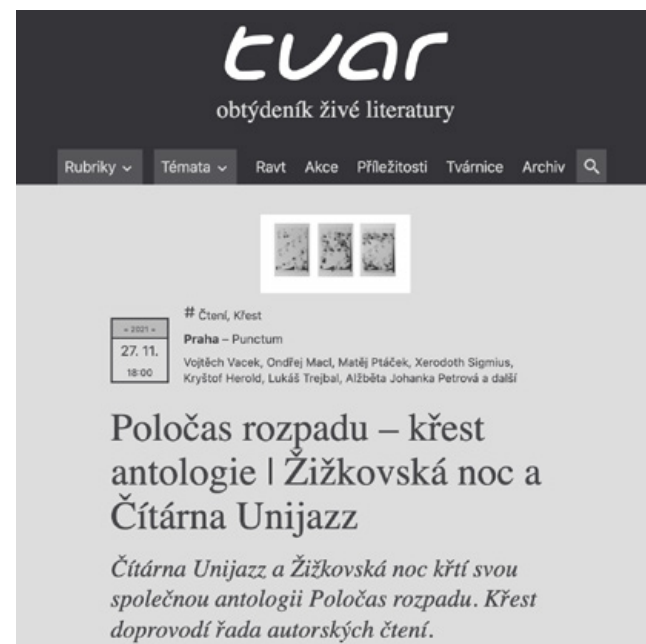 tvar
obtýdeník živé literatury
Rubriky Témata Ravt Akce Příležitosti Tvárnice Archiv
# Čtení, Křest
« 2021 »
27. 11.
18:00
Praha – Punctum
Vojtěch Vacek, Ondřej Macl, Matěj Ptáček, Xerodoth Sigmius,
Kryštof Herold, Lukáš Trejbal, Alžběta Johanka Petrová a další
Poločas rozpadu – křest
antologie | Žižkovská noc a
Čítárna Unijazz
Čítárna Unijazz a Žižkovská noc křtí svou
společnou antologii Poločas rozpadu. Křest
doprovodí řada autorských čtení.